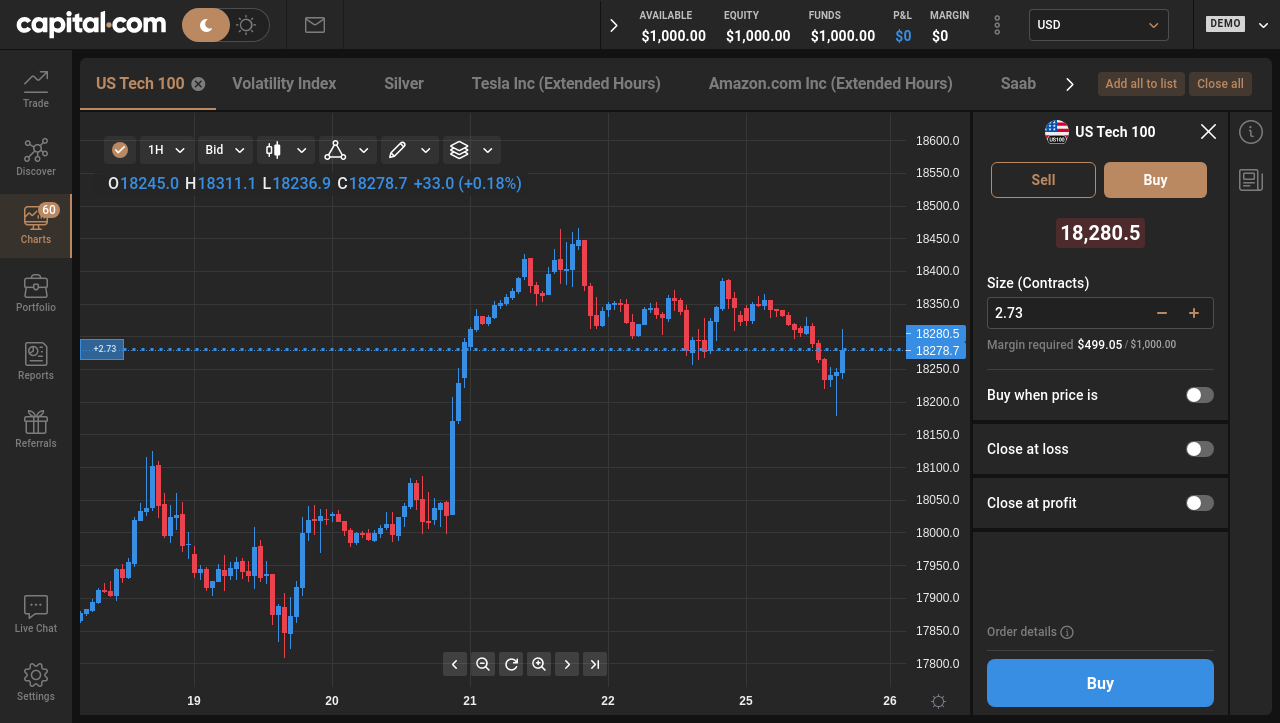 capital.com
AVAILABLE EQUITY FUNDS P&L MARGIN
$1,000.00 $1,000.00 $1,000.00 $0 $0
USD
DEMO
Trade
Discover
60
Charts
Portfolio
Reports
Referrals
Live Chat
Settings
US Tech 100 Volatility Index Silver Tesla Inc (Extended Hours) Amazon.com Inc (Extended Hours) Saab
Add all to list Close all
1H Bid
O18245.0 H18311.1 L18236.9 C18278.7 +33.0 (+0.18%)
+2.73
18600.0
18550.0
18500.0
18450.0
18400.0
18350.0
18280.5
18278.7
18250.0
18200.0
18150.0
18100.0
18050.0
18000.0
17950.0
17900.0
17850.0
17800.0
19 20 21 22 25 26
US100
US Tech 100
Sell Buy
18,280.5
Size (Contracts)
2.73 − +
Margin required $499.05 / $1,000.00
Buy when price is
Close at loss
Close at profit
Order details
Buy